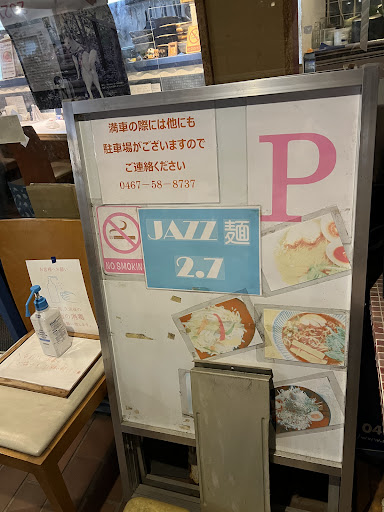 満車の際には他にも
駐車場がございますので
ご連絡ください
0467-58-8737
P
NO SMOKIN
JAZZ 麺
2.7